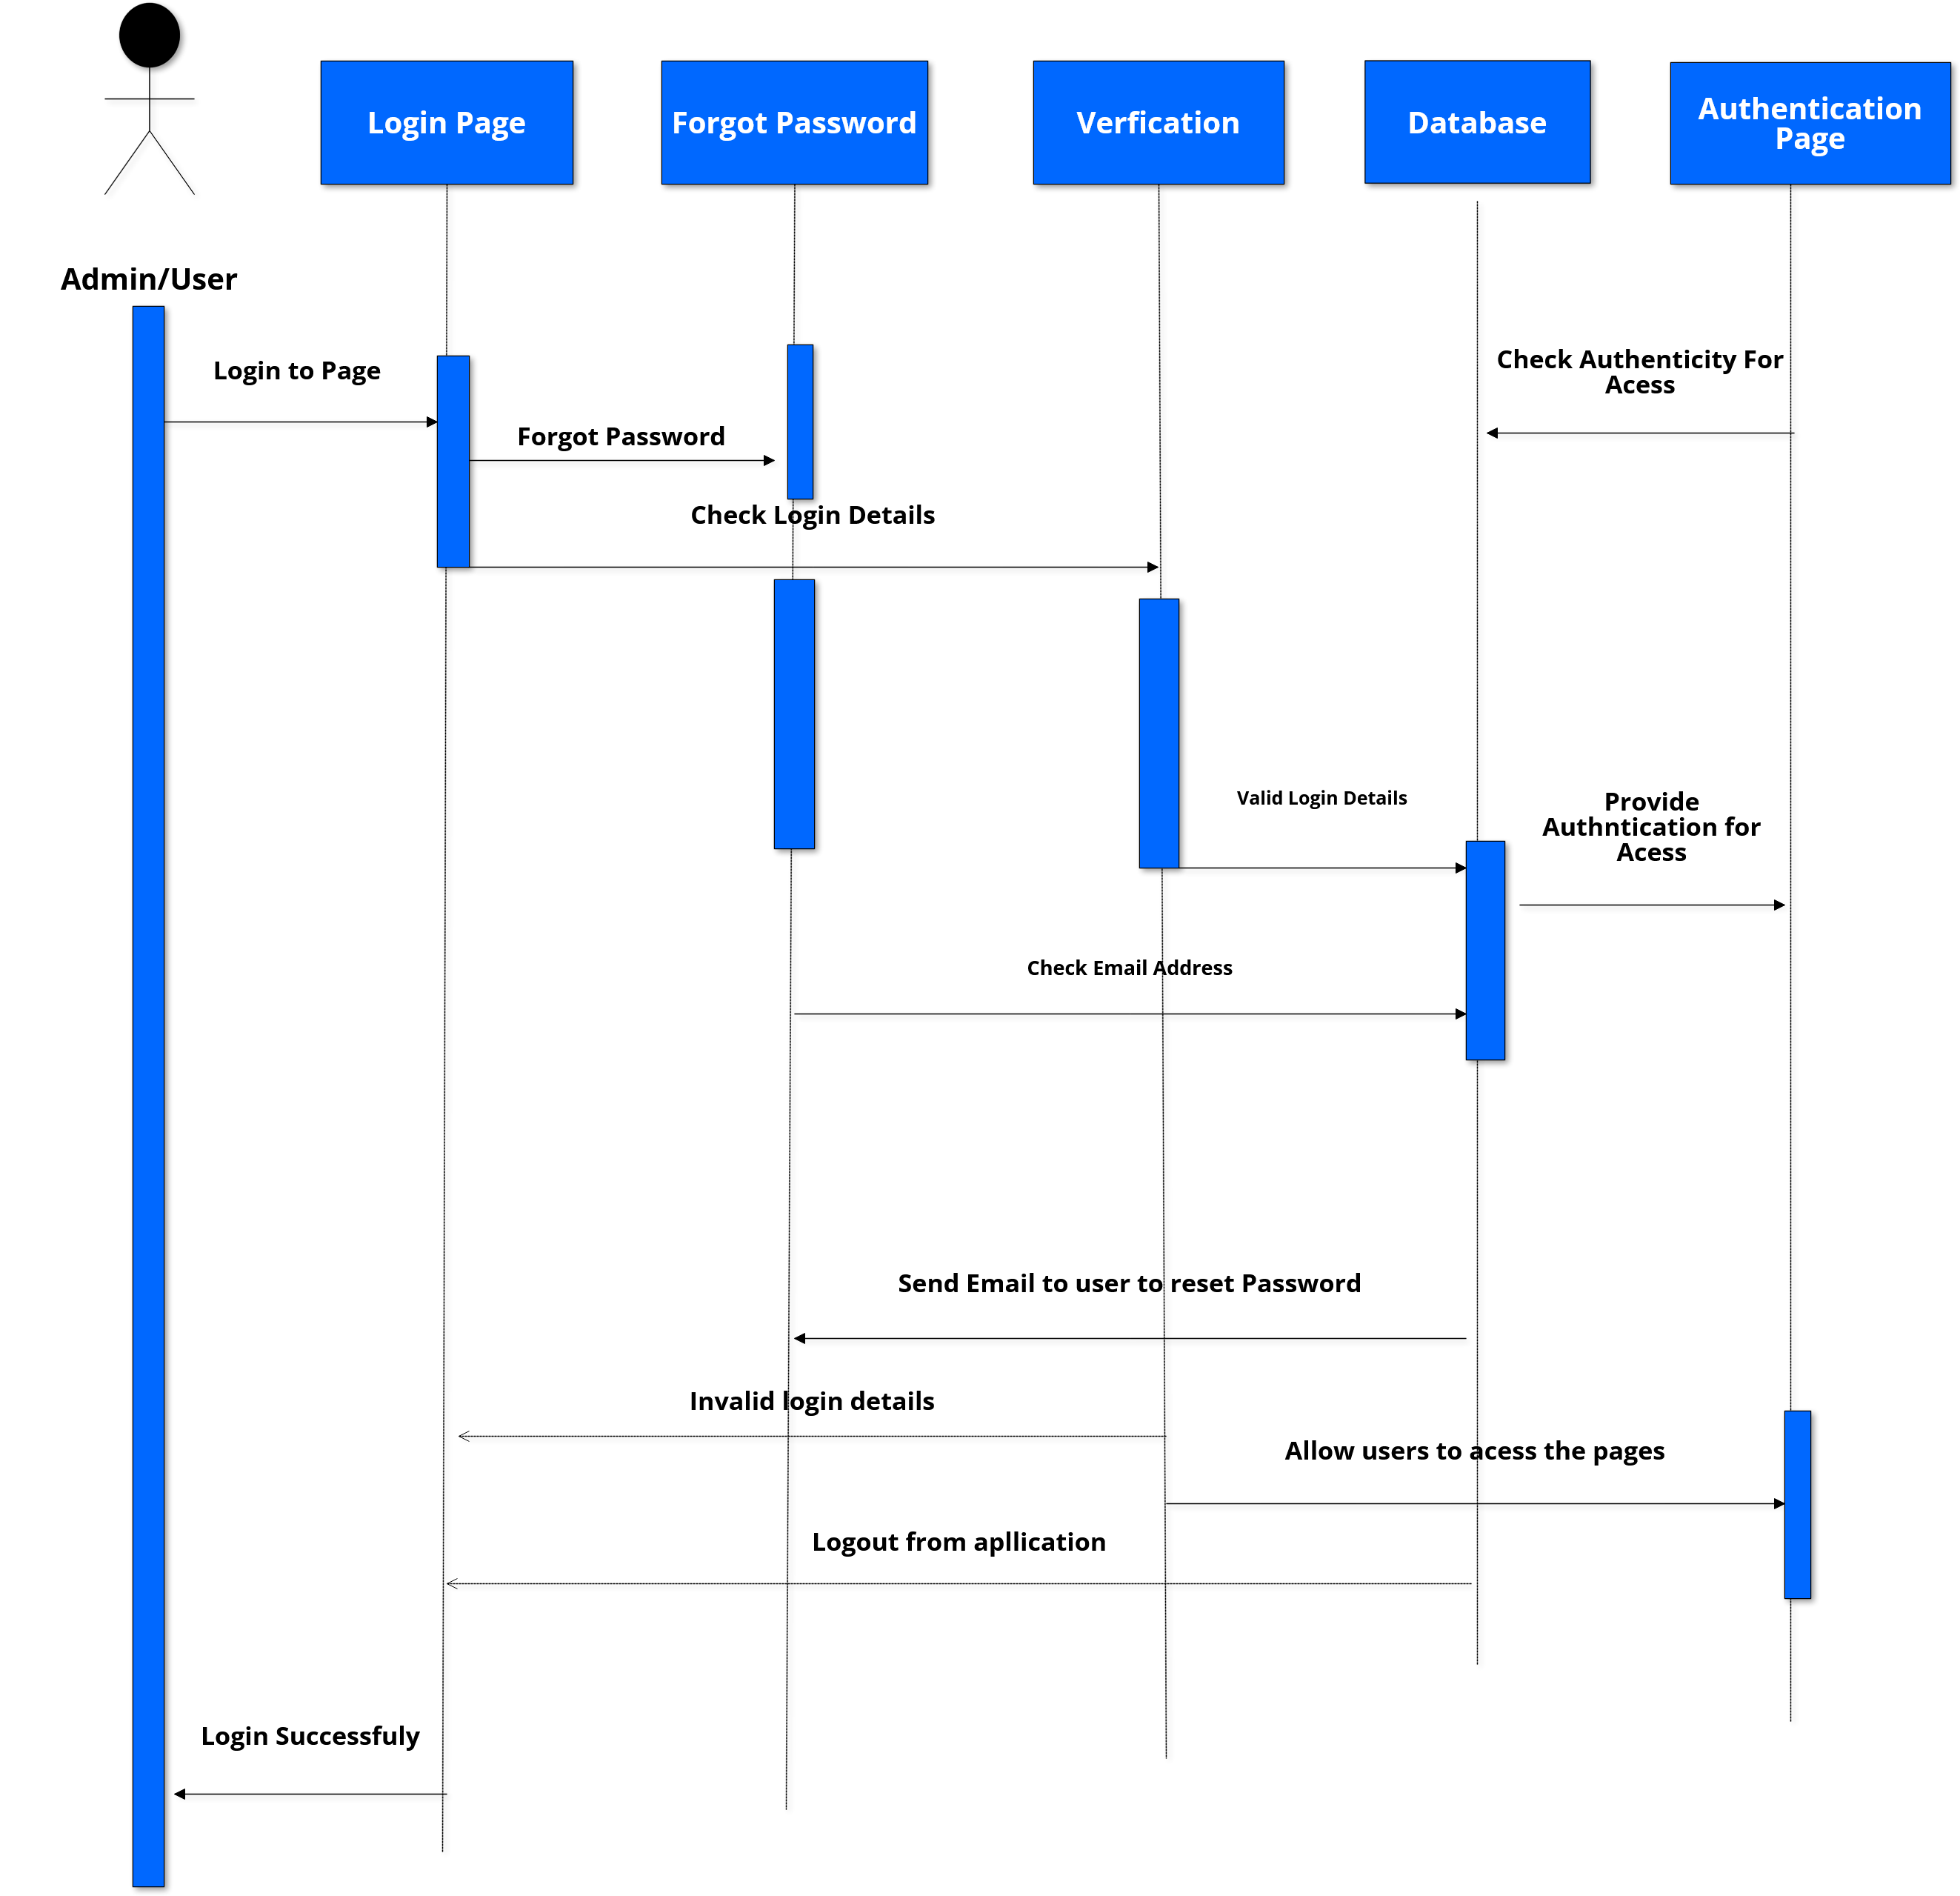 Login Page
Forgot Password
Verfication
Database
Authentication
Page
Admin/User
Login to Page
Check Authenticity For
Acess
Forgot Password
Check Login Details
Valid Login Details
Provide
Authntication for
Acess
Check Email Address
Send Email to user to reset Password
Invalid login details
Allow users to acess the pages
Logout from apllication
Login Successfuly